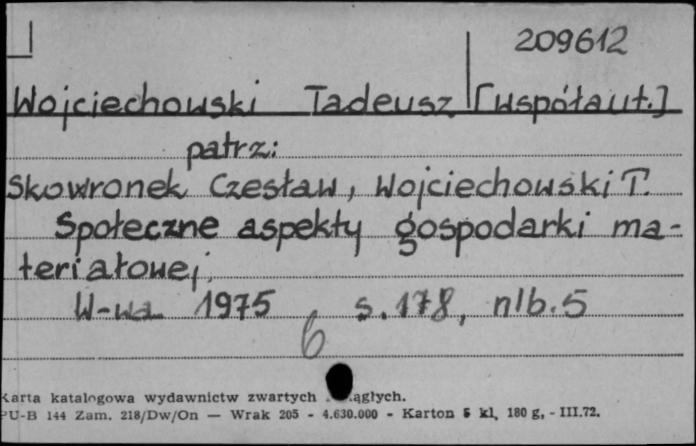 209612
Wojciechowski Tadeusz [współaut.]
patrz:
Skowronek Czesław, Wojciechowski T.
Społeczne aspekty gospodarki ma-
teriałowej.
W-wa 1975, s. 178, nlb. 5
6
Karta katalogowa wydawnictw zwartych
PU-B 144 Zam. 218/Dw/On — Wrak 205 - 4.630.000 - Karton 5 kl, 180 g, - III.72.